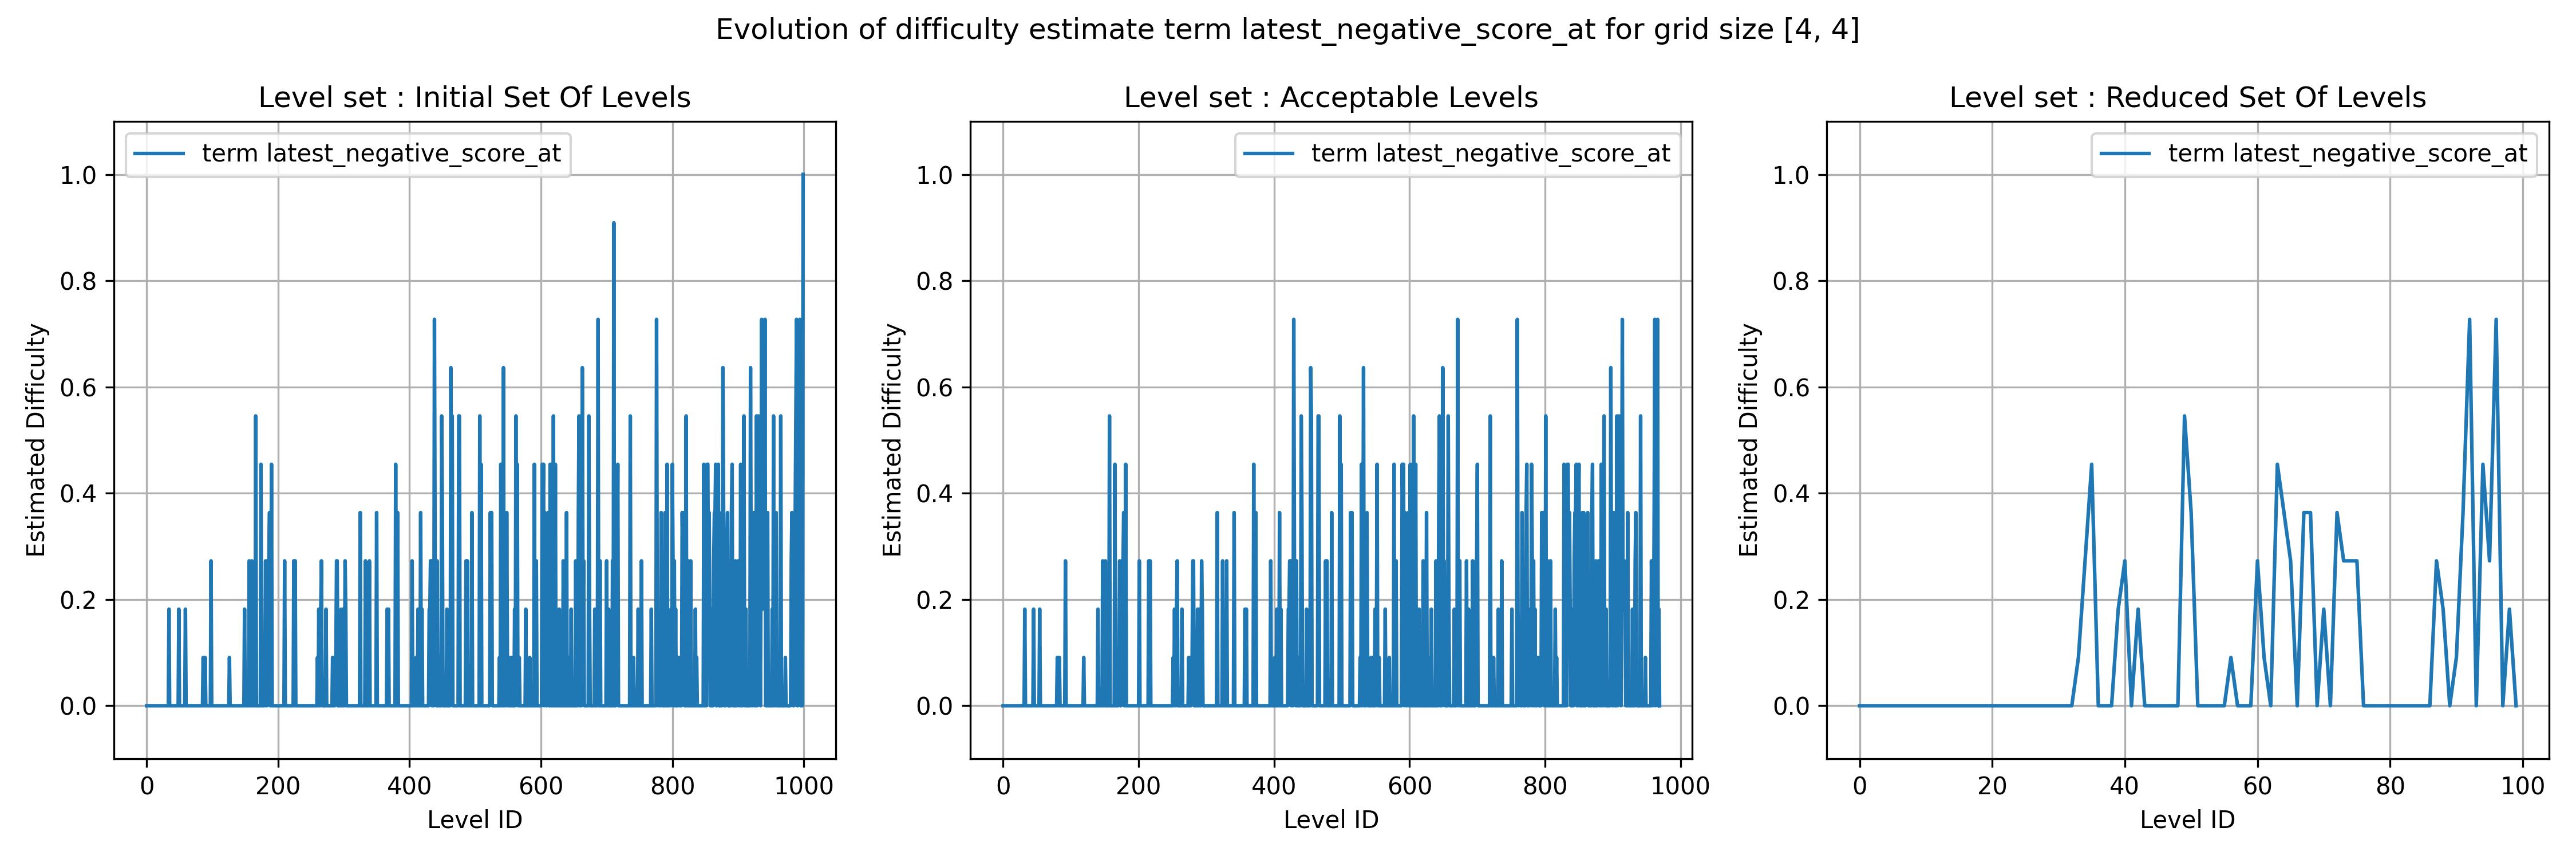 Evolution of difficulty estimate term latest_negative_score_at for grid size [4, 4]
Level set : Initial Set Of Levels
term latest_negative_score_at
1.0
0.8
0.6
0.4
0.2
0.0
Estimated Difficulty
0 200 400 600 800 1000
Level ID
Level set : Acceptable Levels
term latest_negative_score_at
1.0
0.8
0.6
0.4
0.2
0.0
Estimated Difficulty
0 200 400 600 800 1000
Level ID
Level set : Reduced Set Of Levels
term latest_negative_score_at
1.0
0.8
0.6
0.4
0.2
0.0
Estimated Difficulty
0 20 40 60 80 100
Level ID